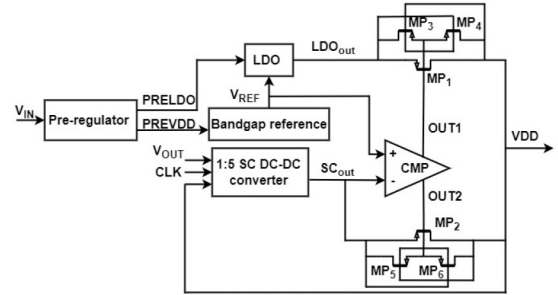 MP3 MP4
LDOout
LDO
MP1
PRELDO
VREF
VIN
Pre-regulator
PREVDD
Bandgap reference
OUT1
VDD
VOUT
CLK
1:5 SC DC-DC
converter
SCout
+
CMP
-
OUT2
MP2
MP5 MP6